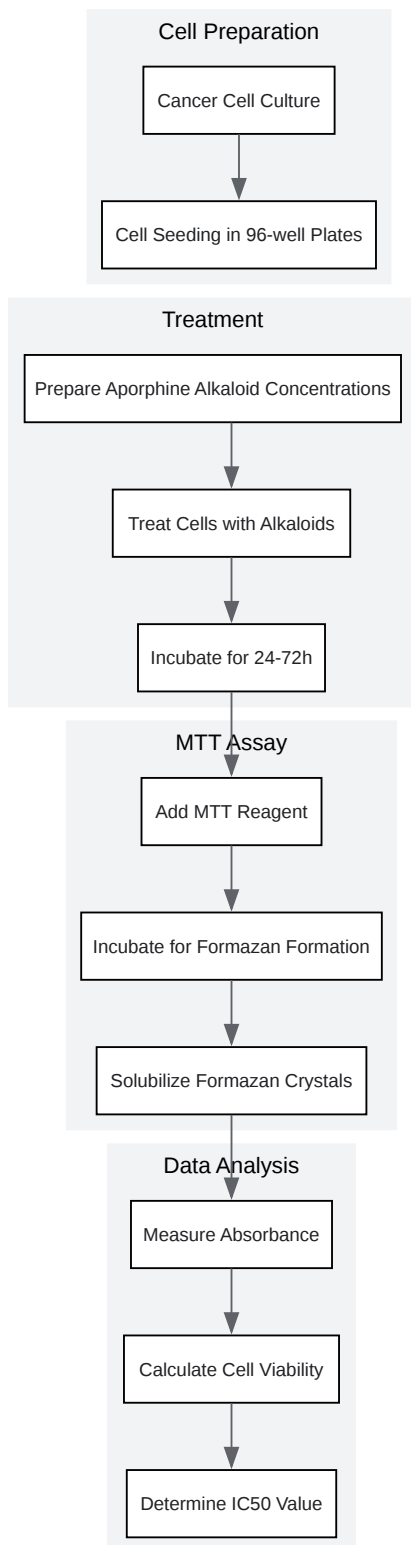 Cell Preparation
Cancer Cell Culture
Cell Seeding in 96-well Plates
Treatment
Prepare Aporphine Alkaloid Concentrations
Treat Cells with Alkaloids
Incubate for 24-72h
MTT Assay
Add MTT Reagent
Incubate for Formazan Formation
Solubilize Formazan Crystals
Data Analysis
Measure Absorbance
Calculate Cell Viability
Determine IC50 Value